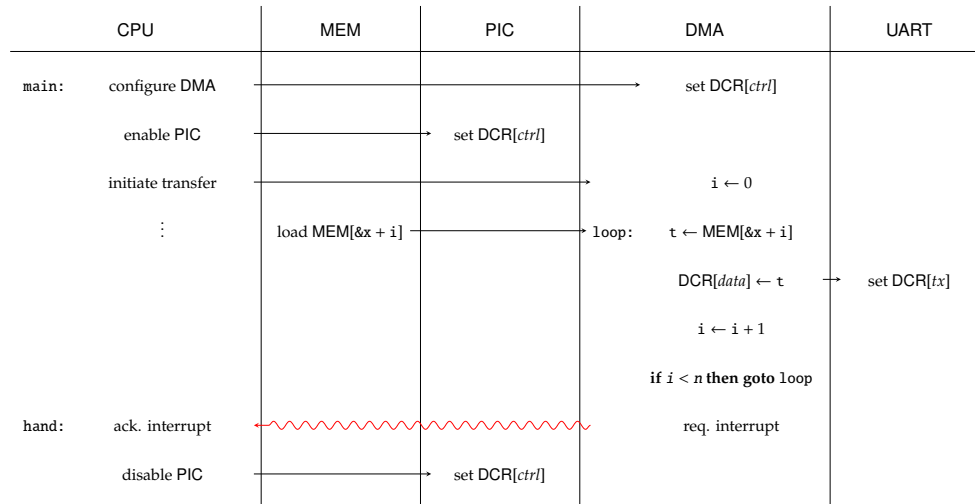 CPU MEM PIC DMA UART
main: configure DMA set DCR[ctrl]
enable PIC set DCR[ctrl]
initiate transfer i ← 0
⋮ load MEM[&x + i] loop: t ← MEM[&x + i]
DCR[data] ← t set DCR[tx]
i ← i + 1
if i < n then goto loop
hand: ack. interrupt req. interrupt
disable PIC set DCR[ctrl]